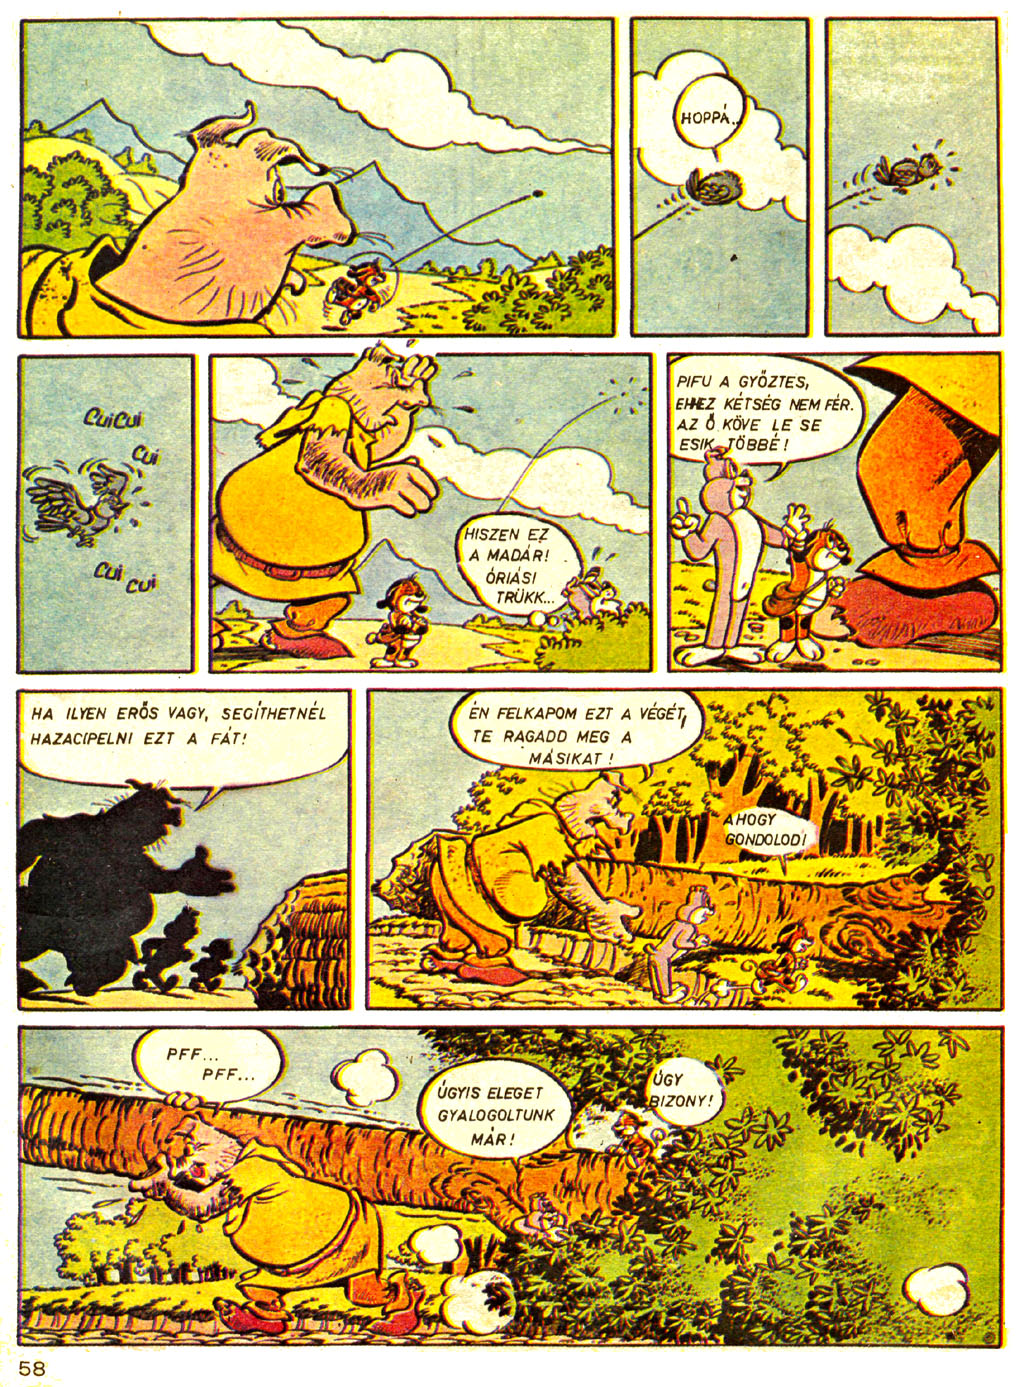 HOPPÁ...
CuiCui
Cui
Cui
Cui
HISZEN EZ
A MADÁR!
ÓRIÁSI
TRÜKK...
PIFU A GYŐZTES,
EHHEZ KÉTSÉG NEM FÉR.
AZ Ő KÖVE LE SE
ESIK TÖBBÉ!
HA ILYEN ERŐS VAGY, SEGÍTHETNÉL
HAZACIPELNI EZT A FÁT!
ÉN FELKAPOM EZT A VÉGÉT,
TE RAGADD MEG A
MÁSIKAT!
AHOGY
GONDOLOD!
PFF...
PFF...
ÚGYIS ELEGET
GYALOGOLTUNK
MÁR!
ÚGY
BIZONY!
58